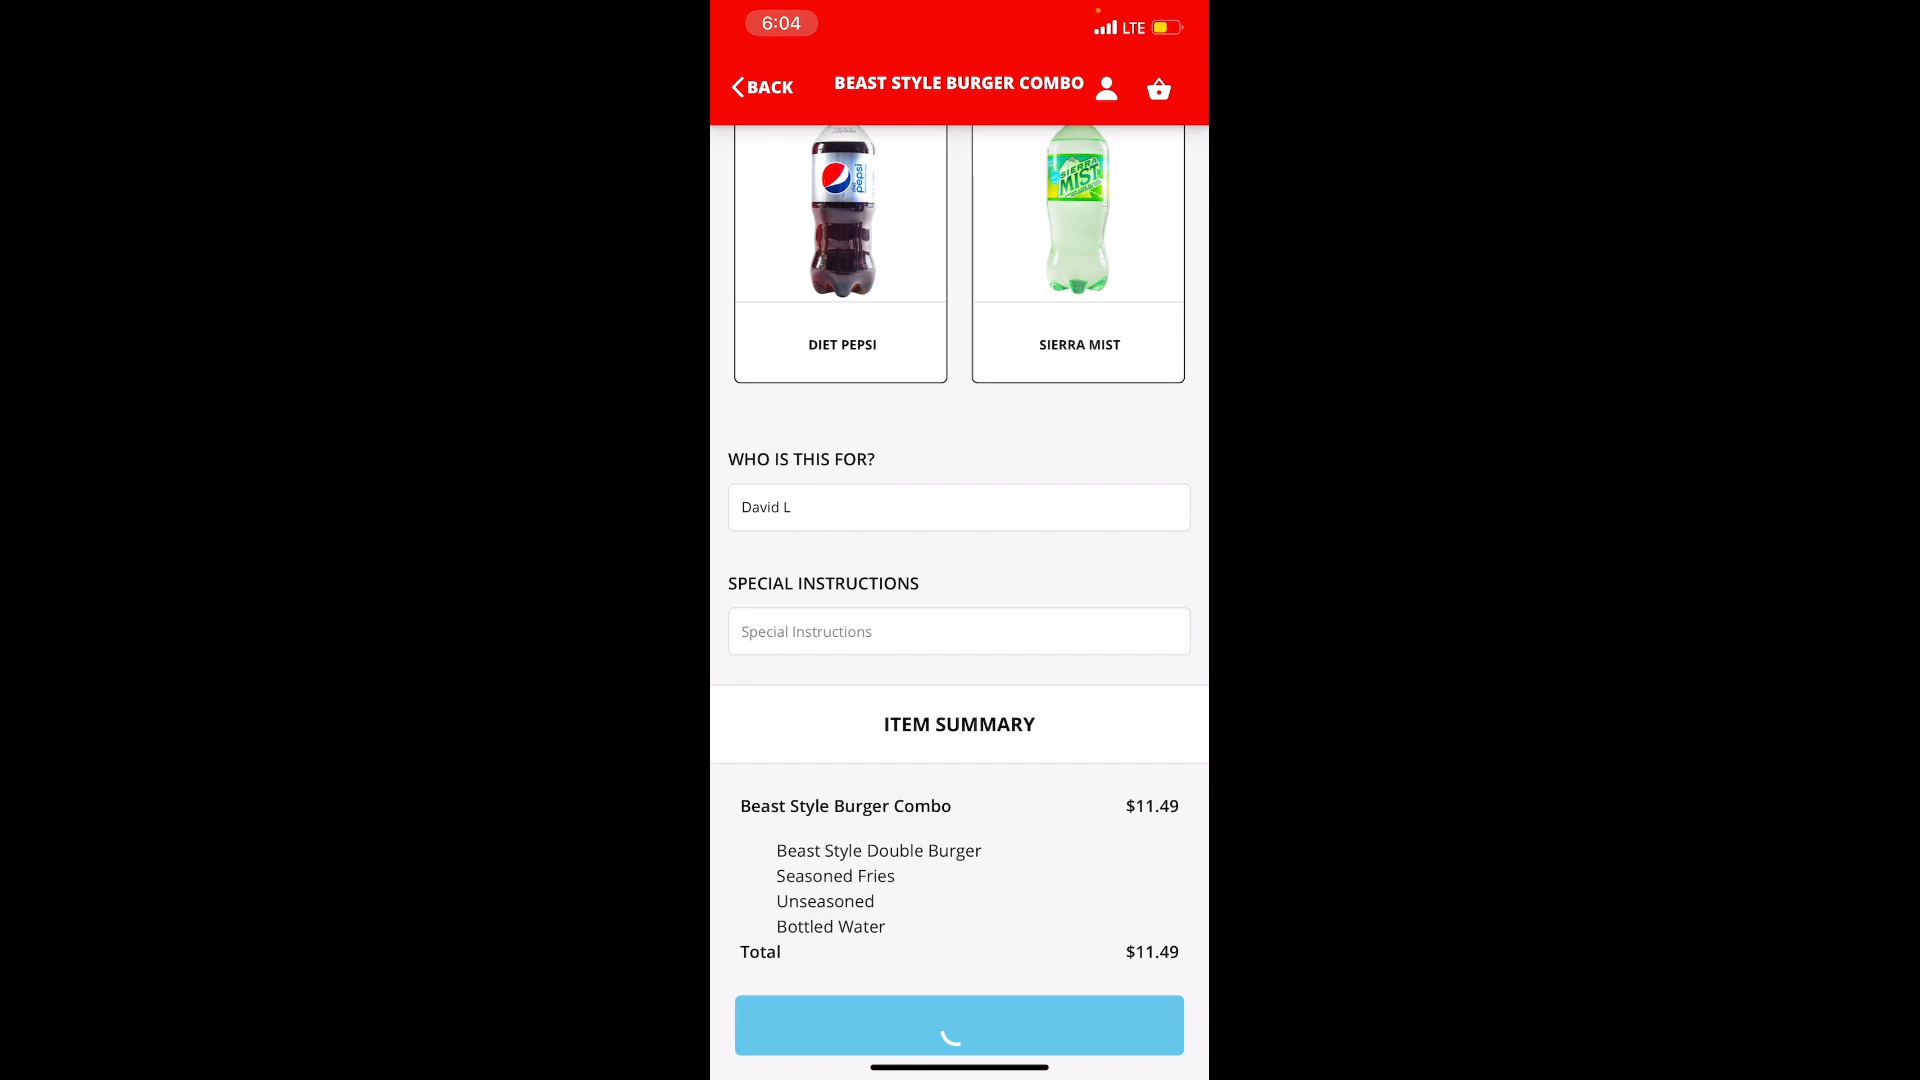 6:04
LTE
BACK
BEAST STYLE BURGER COMBO
pepsi
SIERRA
MIST
DIET PEPSI
SIERRA MIST
WHO IS THIS FOR?
David L
SPECIAL INSTRUCTIONS
Special Instructions
ITEM SUMMARY
Beast Style Burger Combo $11.49
Beast Style Double Burger
Seasoned Fries
Unseasoned
Bottled Water
Total $11.49